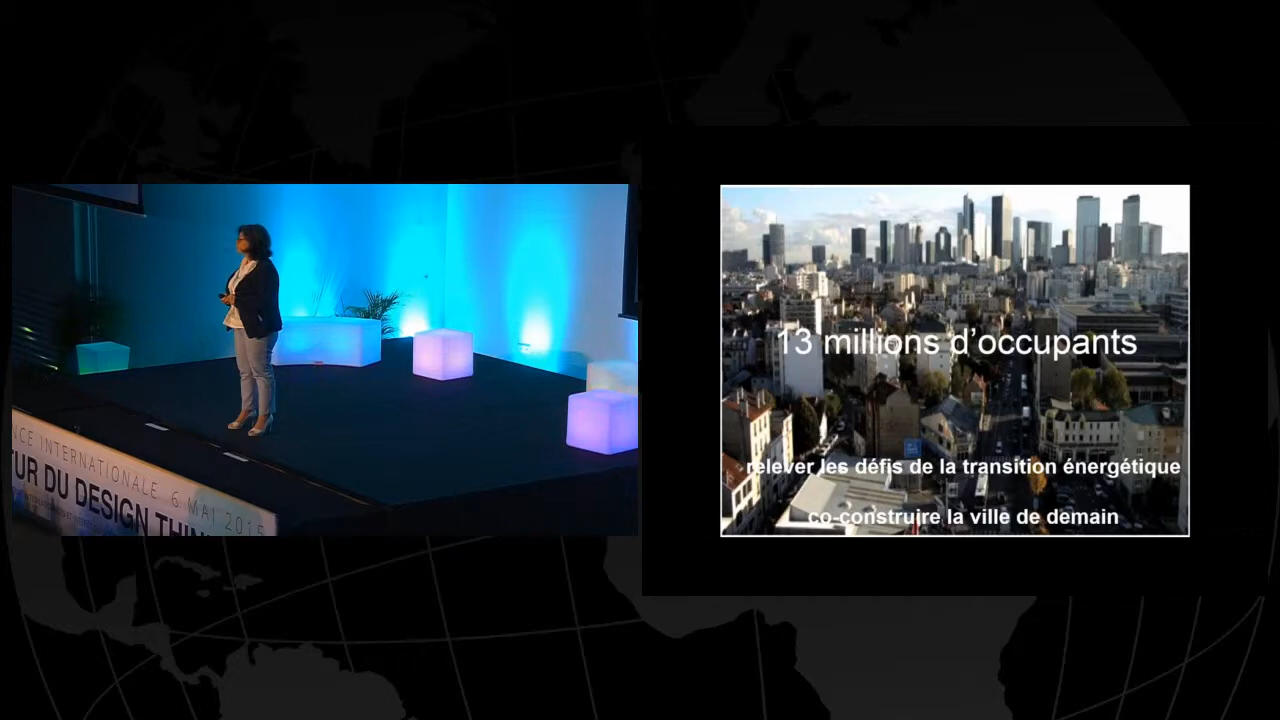 NCE INTERNATIONALE 6 MAI 2015
UR DU DESIGN THIN
13 millions d’occupants
relever les défis de la transition énergétique
co-construire la ville de demain